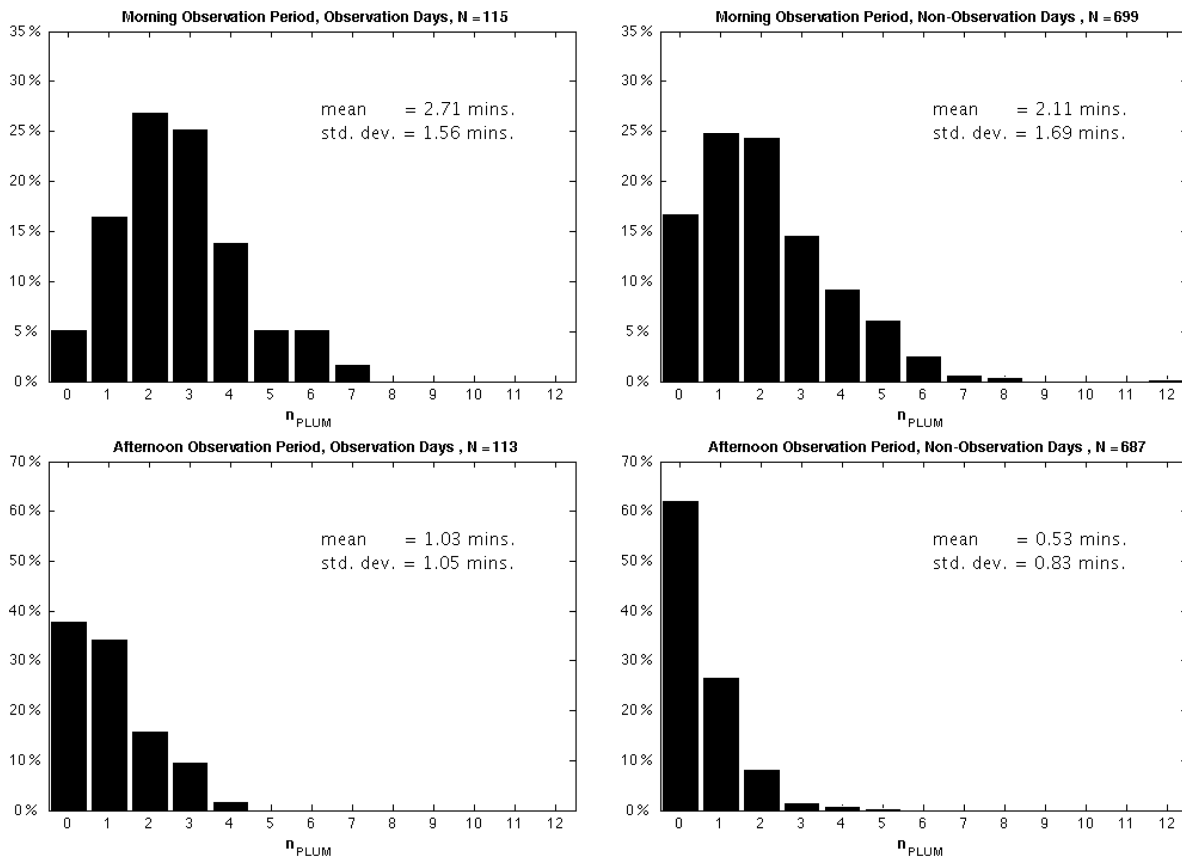 Morning Observation Period, Observation Days, N = 115
35%
30%
25%
20%
15%
10%
5%
0%
mean = 2.71 mins.
std. dev. = 1.56 mins.
0 1 2 3 4 5 6 7 8 9 10 11 12
n PLUM
Morning Observation Period, Non-Observation Days , N = 699
35%
30%
25%
20%
15%
10%
5%
0%
mean = 2.11 mins.
std. dev. = 1.69 mins.
0 1 2 3 4 5 6 7 8 9 10 11 12
n PLUM
Afternoon Observation Period, Observation Days , N = 113
70%
60%
50%
40%
30%
20%
10%
0%
mean = 1.03 mins.
std. dev. = 1.05 mins.
0 1 2 3 4 5 6 7 8 9 10 11 12
n PLUM
Afternoon Observation Period, Non-Observation Days , N = 687
70%
60%
50%
40%
30%
20%
10%
0%
mean = 0.53 mins.
std. dev. = 0.83 mins.
0 1 2 3 4 5 6 7 8 9 10 11 12
n PLUM